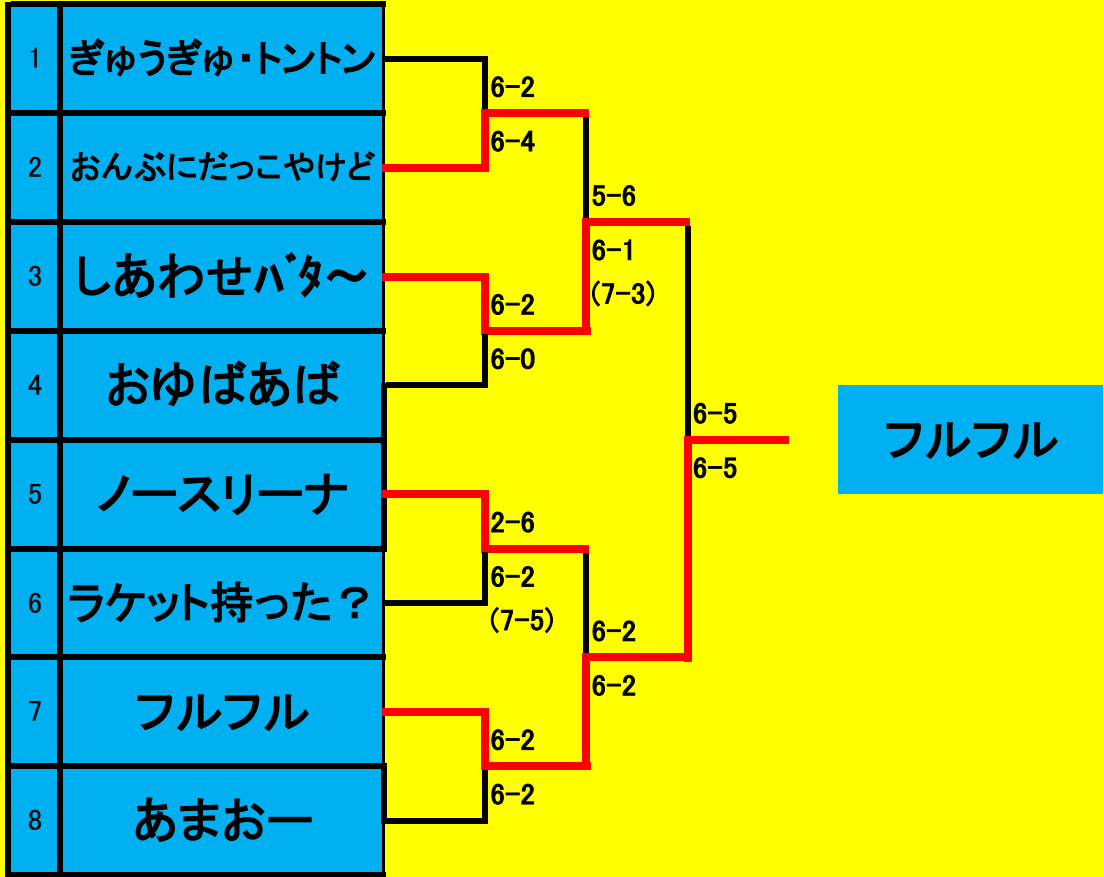 1 ぎゅうぎゅ・トントン
2 おんぶにだっこやけど
3 しあわせﾊﾞﾀ～
4 おゆばあば
5 ノースリーナ
6 ラケット持った？
7 フルフル
8 あまおー
6-2
6-4
6-2
6-0
2-6
6-2
(7-5)
6-2
6-2
5-6
6-1
(7-3)
6-2
6-2
6-5
6-5
フルフル